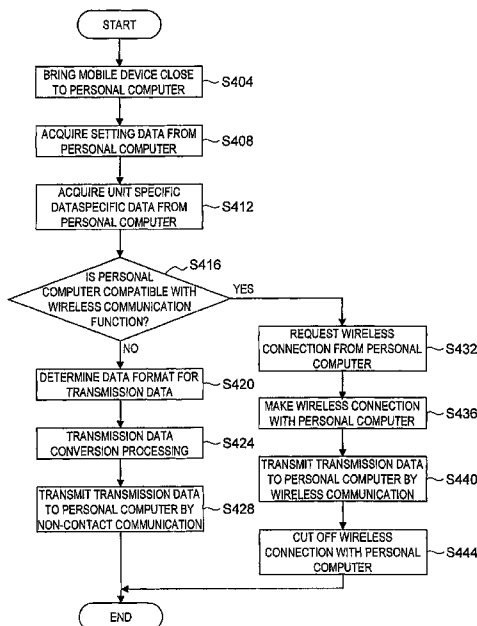 START
BRING MOBILE DEVICE CLOSE
TO PERSONAL COMPUTER
S404
ACQUIRE SETTING DATA FROM
PERSONAL COMPUTER
S408
ACQUIRE UNIT SPECIFIC
DATASPECIFIC DATA FROM
PERSONAL COMPUTER
S412
S416
IS PERSONAL
COMPUTER COMPATIBLE WITH
WIRELESS COMMUNICATION
FUNCTION?
YES
NO
DETERMINE DATA FORMAT FOR
TRANSMISSION DATA
S420
TRANSMISSION DATA
CONVERSION PROCESSING
S424
TRANSMIT TRANSMISSION DATA
TO PERSONAL COMPUTER BY
NON-CONTACT COMMUNICATION
S428
REQUEST WIRELESS
CONNECTION FROM PERSONAL
COMPUTER
S432
MAKE WIRELESS CONNECTION
WITH PERSONAL COMPUTER
S436
TRANSMIT TRANSMISSION DATA
TO PERSONAL COMPUTER BY
WIRELESS COMMUNICATION
S440
CUT OFF WIRELESS
CONNECTION WITH PERSONAL
COMPUTER
S444
END